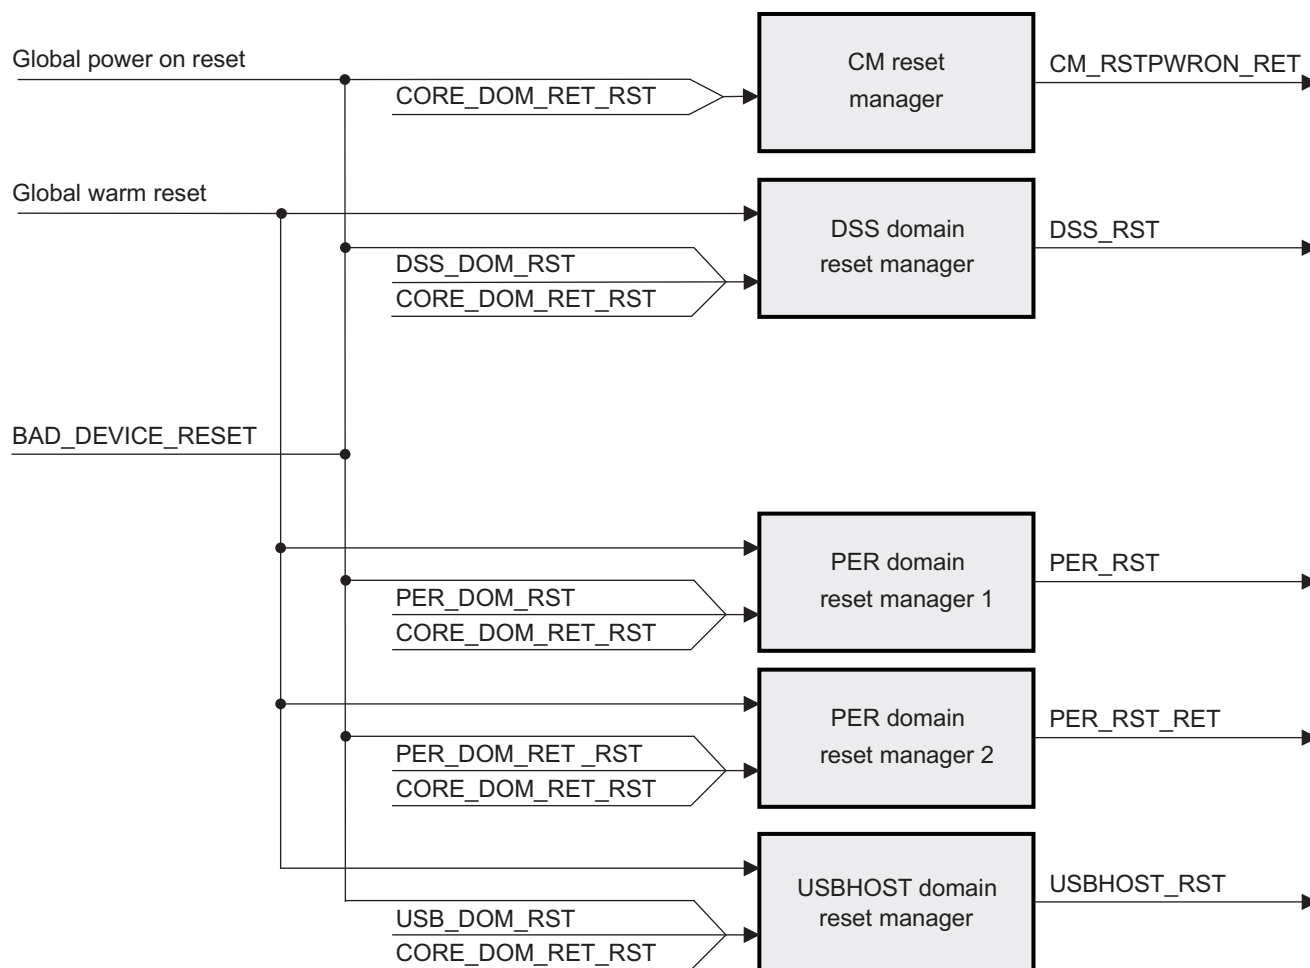 Global power on reset
CORE_DOM_RET_RST
CM reset
manager
CM_RSTPWRON_RET
Global warm reset
DSS_DOM_RST
CORE_DOM_RET_RST
DSS domain
reset manager
DSS_RST
BAD_DEVICE_RESET
PER_DOM_RST
CORE_DOM_RET_RST
PER domain
reset manager 1
PER_RST
PER_DOM_RET _RST
CORE_DOM_RET_RST
PER domain
reset manager 2
PER_RST_RET
USB_DOM_RST
CORE_DOM_RET_RST
USBHOST domain
reset manager
USBHOST_RST